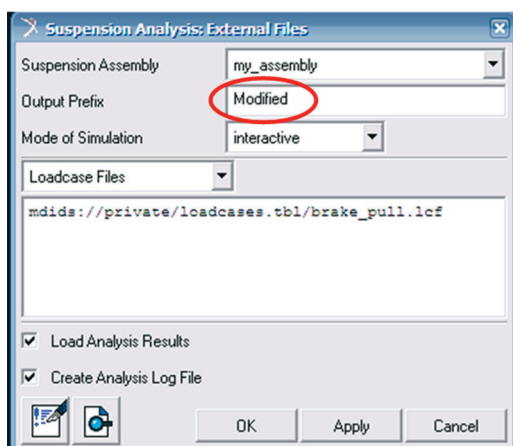 Suspension Analysis: External Files
Suspension Assembly my_assembly
Output Prefix Modified
Mode of Simulation interactive
Loadcase Files
mdids://private/loadcases.tbl/brake_pull.lcf
Load Analysis Results
Create Analysis Log File
OK Apply Cancel